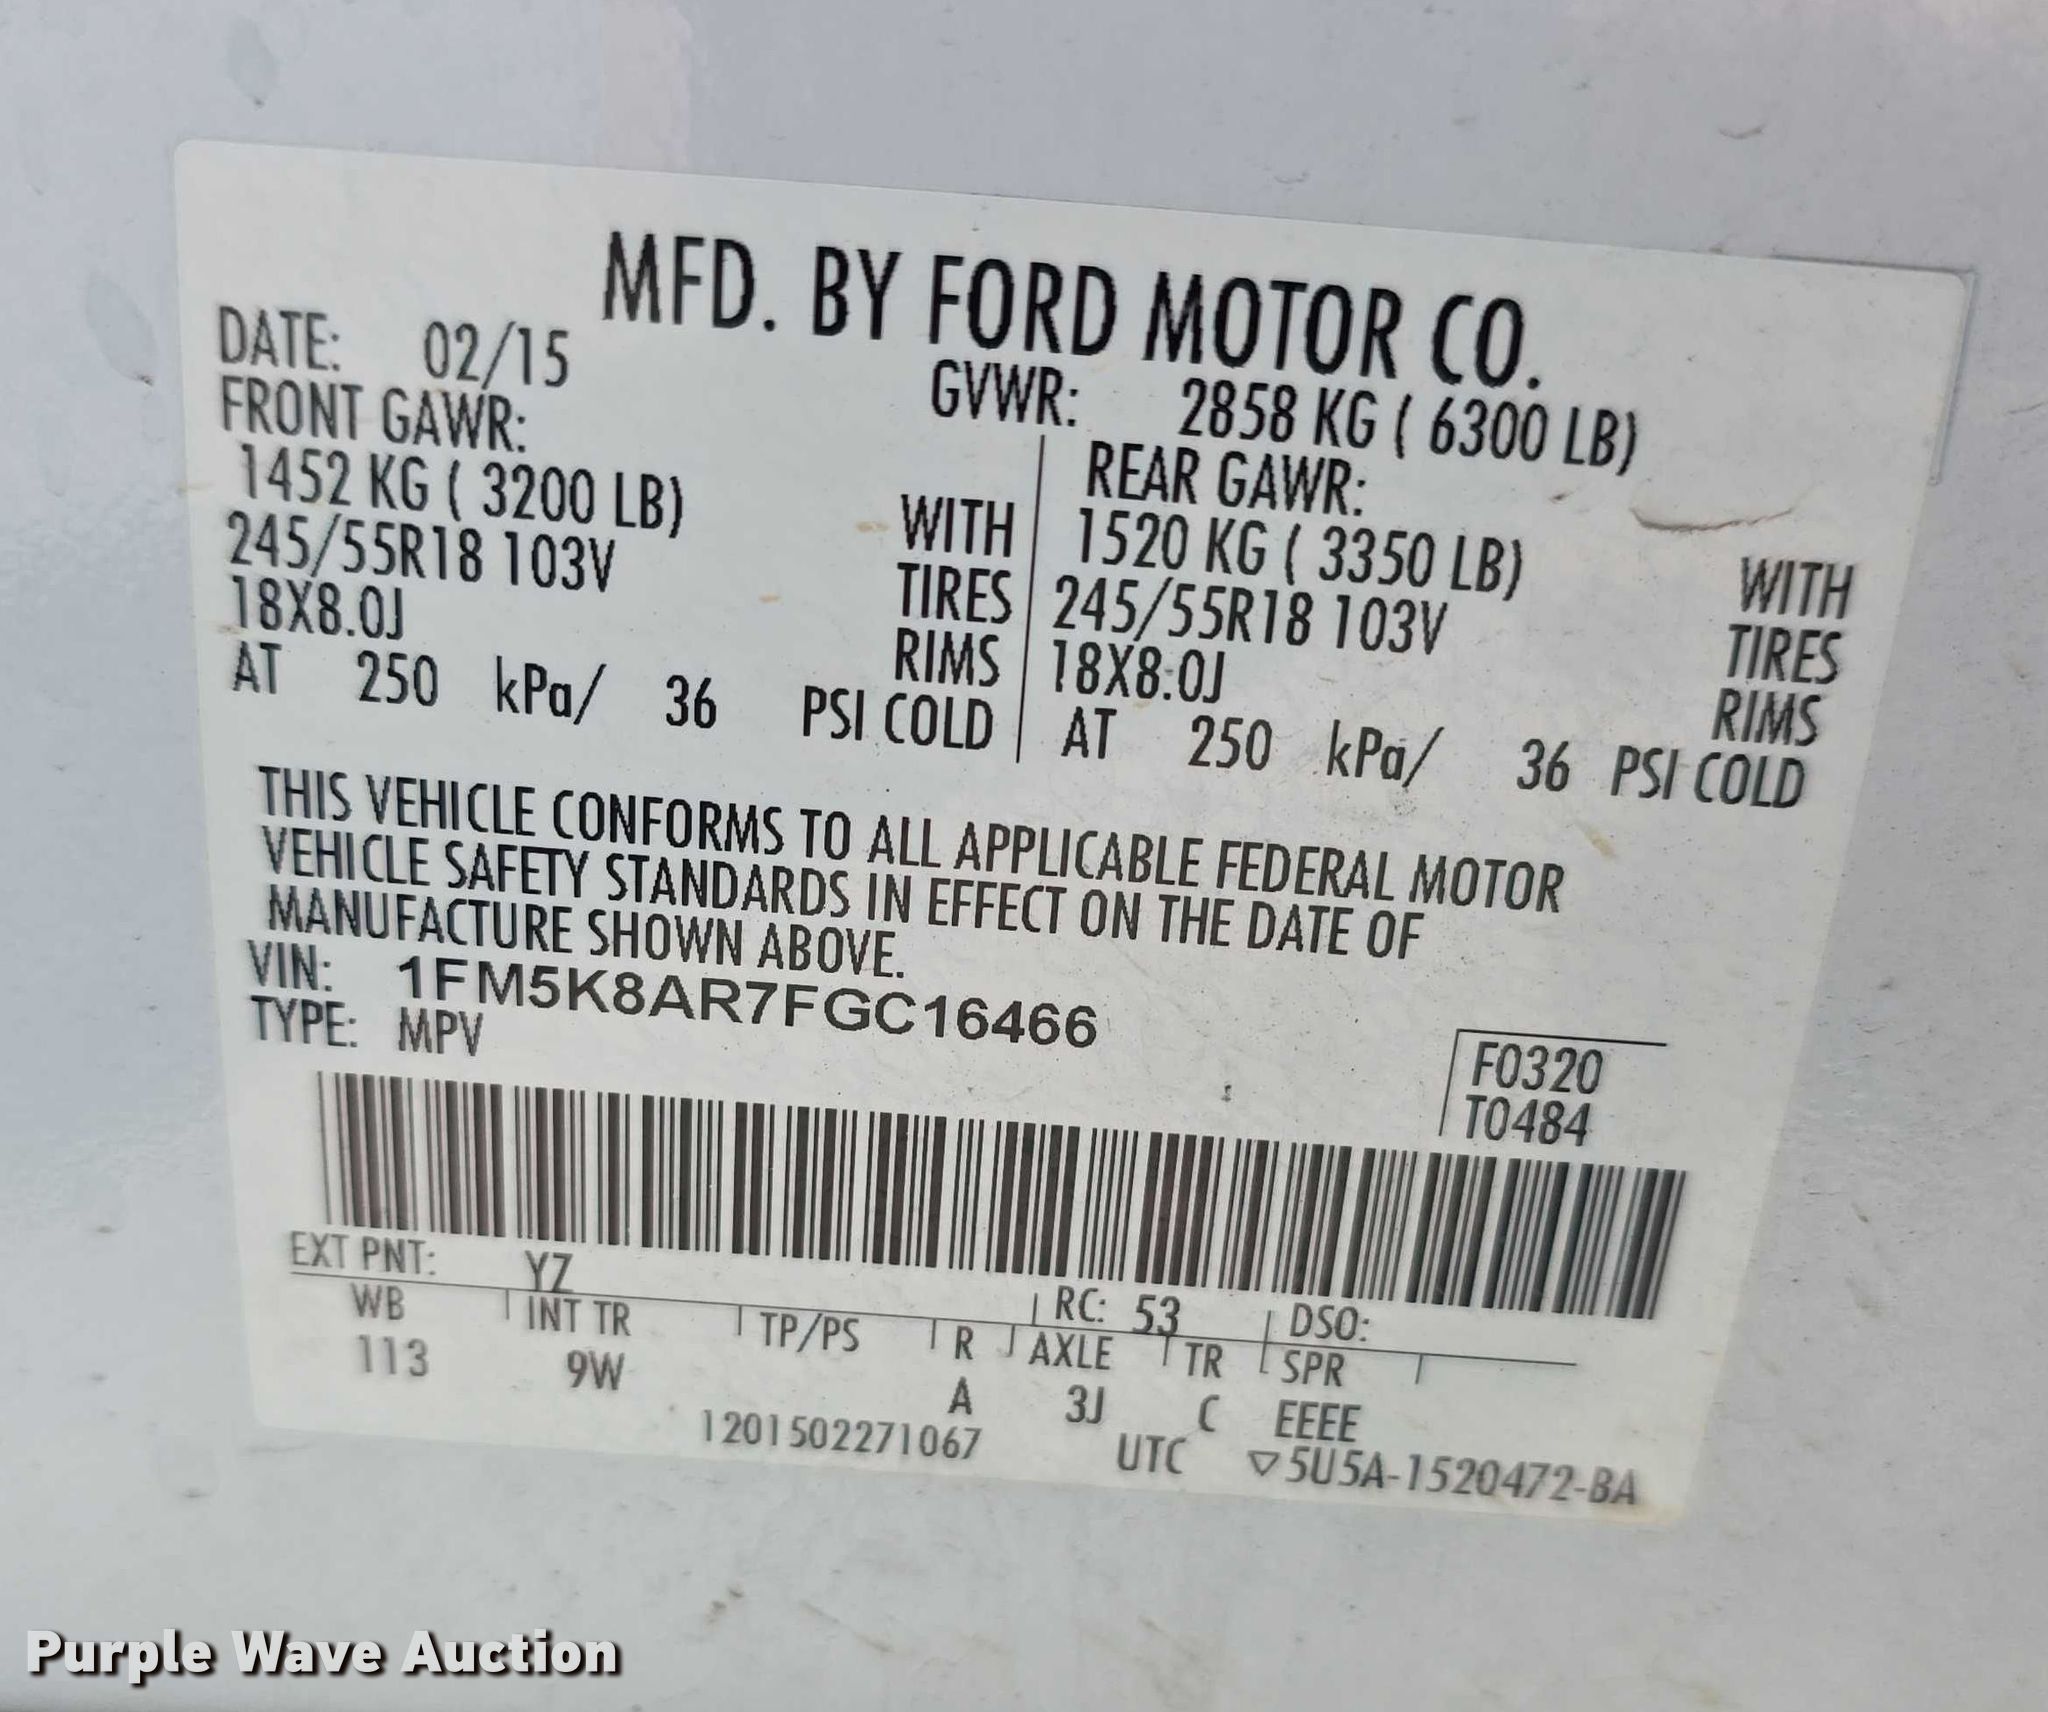 MFD. BY FORD MOTOR CO.
DATE: 02/15
GVWR: 2858 KG ( 6300 LB)
FRONT GAWR:
1452 KG ( 3200 LB) WITH
245/55R18 103V TIRES
18X8.0J RIMS
AT 250 kPa/ 36 PSI COLD
REAR GAWR:
1520 KG ( 3350 LB) WITH
245/55R18 103V TIRES
18X8.0J RIMS
AT 250 kPa/ 36 PSI COLD
THIS VEHICLE CONFORMS TO ALL APPLICABLE FEDERAL MOTOR
VEHICLE SAFETY STANDARDS IN EFFECT ON THE DATE OF
MANUFACTURE SHOWN ABOVE.
VIN: 1FM5K8AR7FGC16466
TYPE: MPV
F0320
T0484
EXT PNT: YZ RC: 53 DSO:
WB INT TR TP/PS R AXLE TR SPR
113 9W A 3J C EEEE
1201502271067 UTC ▽5U5A-1520472-BA
Purple Wave Auction